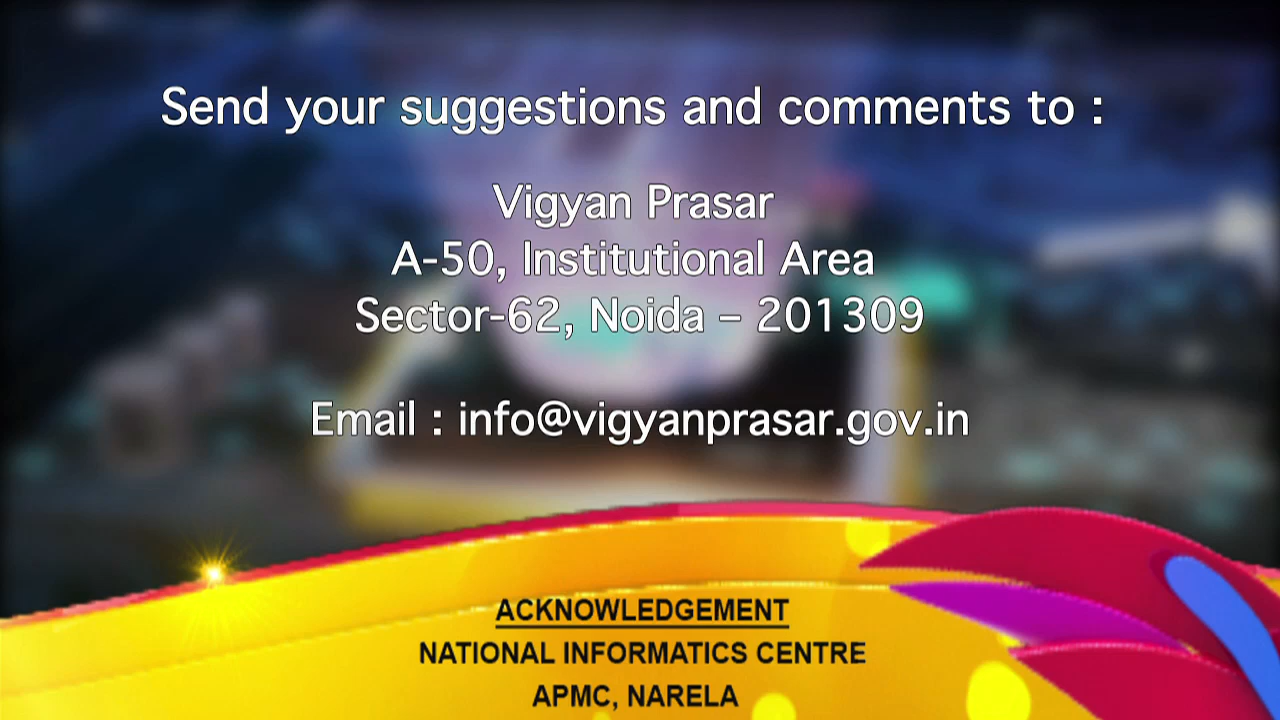 Send your suggestions and comments to :
Vigyan Prasar
A-50, Institutional Area
Sector-62, Noida – 201309
Email : info@vigyanprasar.gov.in
ACKNOWLEDGEMENT
NATIONAL INFORMATICS CENTRE
APMC, NARELA